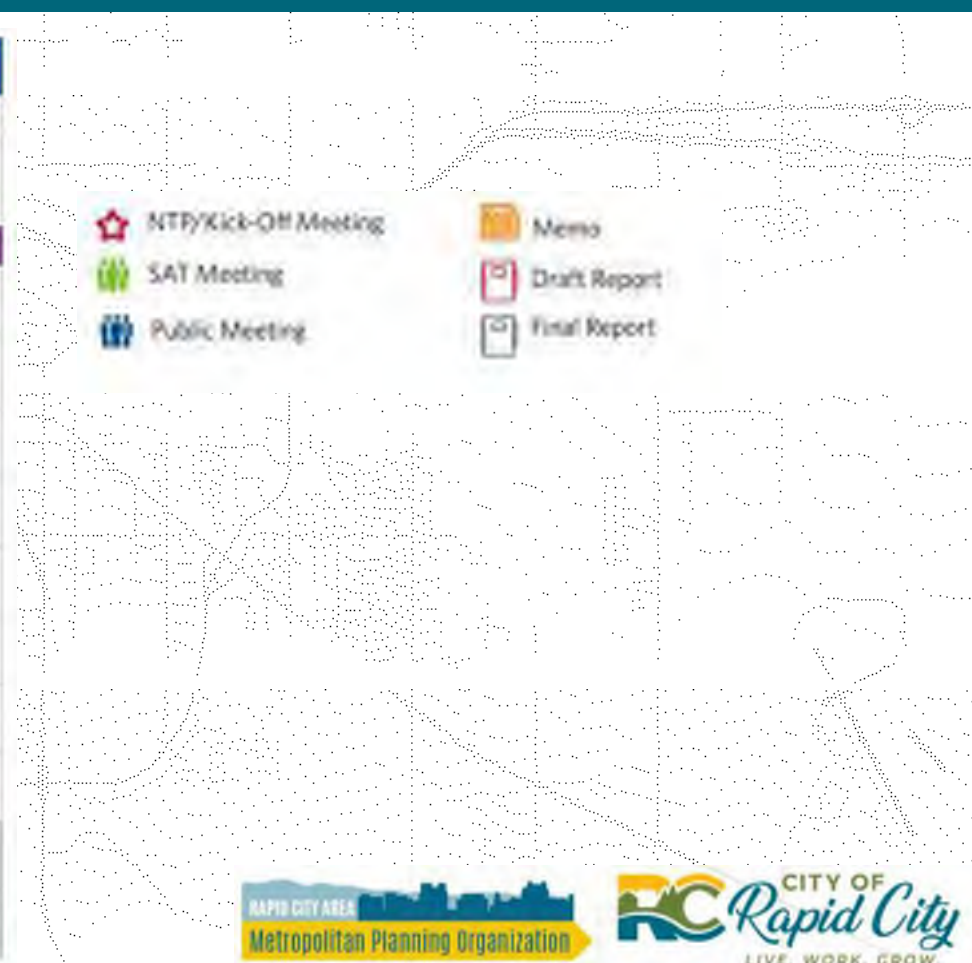 NTP/Kick-Off Meeting
SAT Meeting
Public Meeting
Memo
Draft Report
Final Report
RAPID CITY AREA
Metropolitan Planning Organization
RC
CITY OF
Rapid City
LIVE. WORK. GROW.